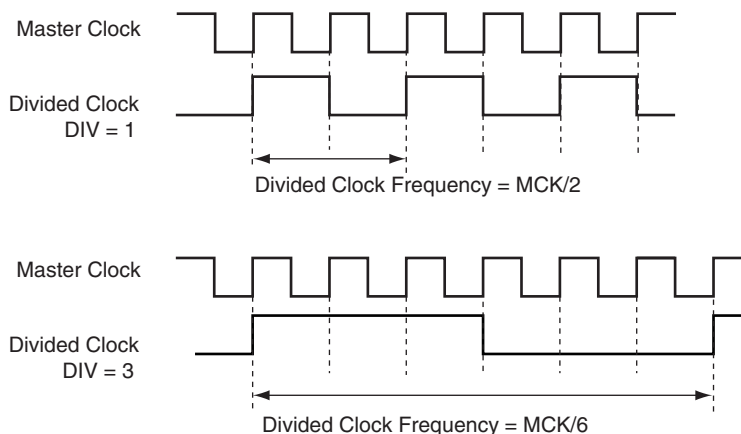 Master Clock
Divided Clock
DIV = 1
Divided Clock Frequency = MCK/2
Master Clock
Divided Clock
DIV = 3
Divided Clock Frequency = MCK/6